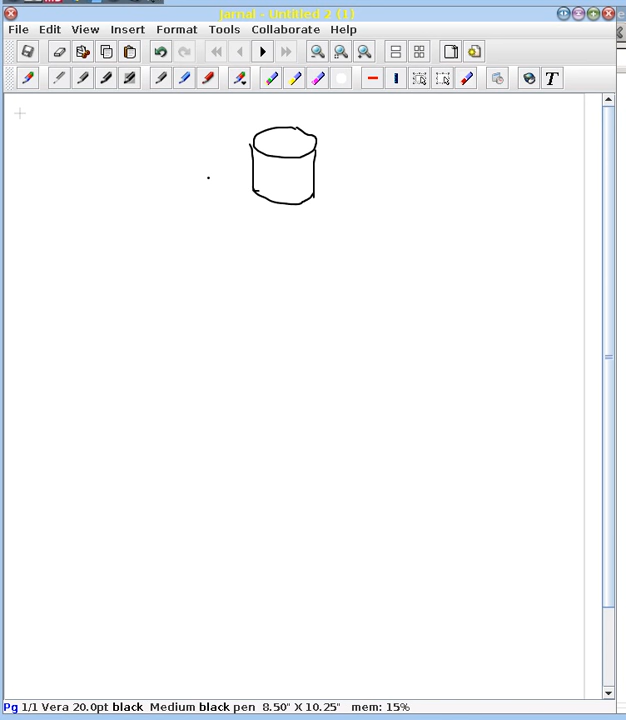 jarnal - Untitled 2 (1)
File Edit View Insert Format Tools Collaborate Help
T
Pg 1/1 Vera 20.0pt black Medium black pen 8.50" X 10.25" mem: 15%